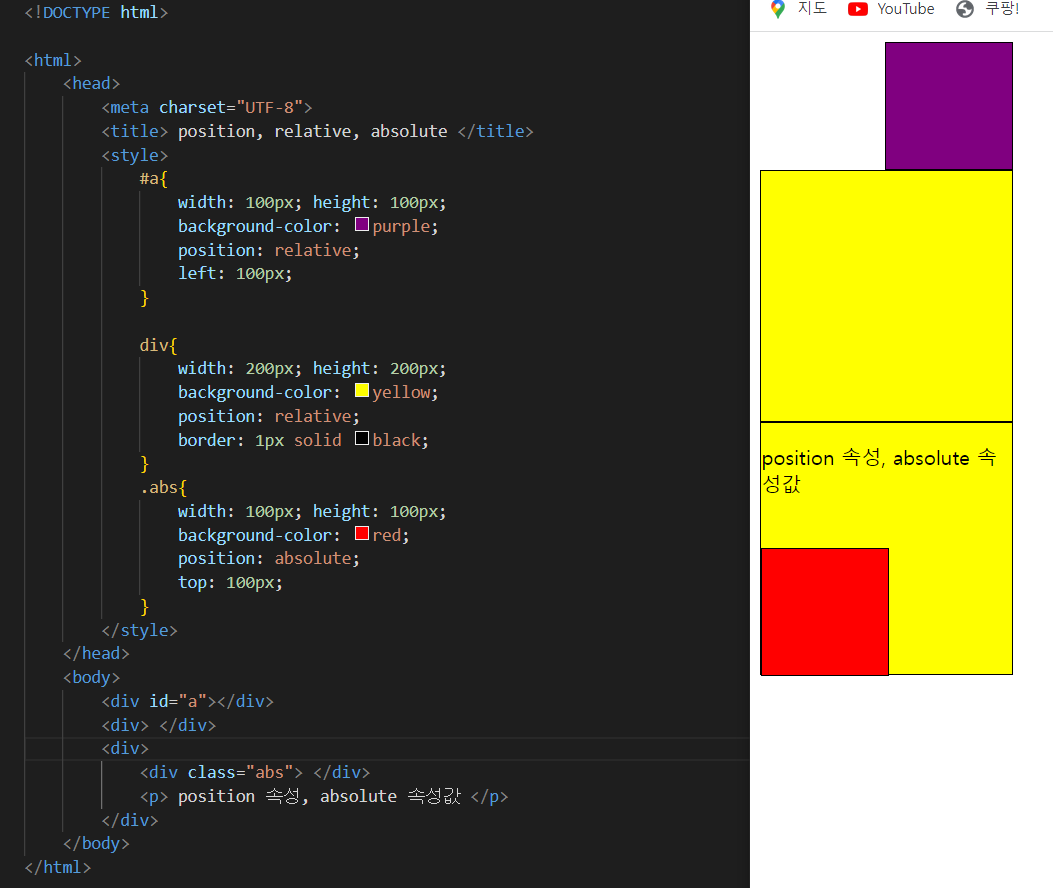 <!DOCTYPE html>
<html>
<head>
<meta charset="UTF-8">
<title> position, relative, absolute </title>
<style>
#a{
width: 100px; height: 100px;
background-color: purple;
position: relative;
left: 100px;
}
div{
width: 200px; height: 200px;
background-color: yellow;
position: relative;
border: 1px solid black;
}
.abs{
width: 100px; height: 100px;
background-color: red;
position: absolute;
top: 100px;
}
</style>
</head>
<body>
<div id="a"></div>
<div> </div>
<div>
<div class="abs"> </div>
<p> position 속성, absolute 속성값 </p>
</div>
</body>
</html>
지도 YouTube 쿠팡!
position 속성, absolute 속
성값